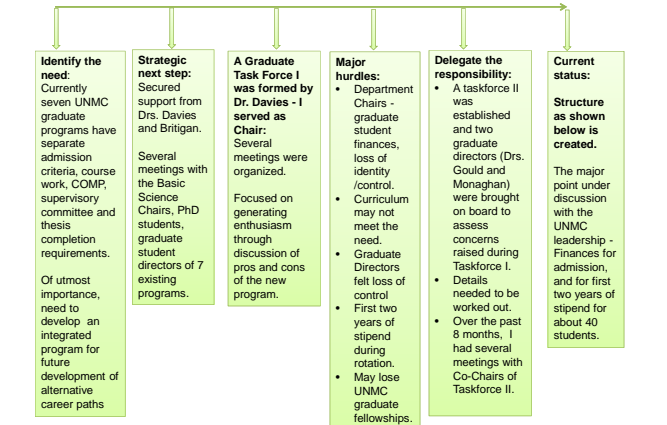 Identify the
need:
Currently
seven UNMC
graduate
programs have
separate
admission
criteria, course
work, COMP,
supervisory
committee and
thesis
completion
requirements.
Of utmost
importance,
need to
develop an
integrated
program for
future
development of
alternative
career paths
Strategic
next step:
Secured
support from
Drs. Davies
and Britigan.
Several
meetings with
the Basic
Science
Chairs, PhD
students,
graduate
student
directors of 7
existing
programs.
A Graduate
Task Force I
was formed by
Dr. Davies - I
served as
Chair:
Several
meetings were
organized.
Focused on
generating
enthusiasm
through
discussion of
pros and cons
of the new
program.
Major
hurdles:
• Department
Chairs -
graduate
student
finances,
loss of
identity
/control.
• Curriculum
may not
meet the
need.
• Graduate
Directors
felt loss of
control
• First two
years of
stipend
during
rotation.
• May lose
UNMC
graduate
fellowships.
Delegate the
responsibility:
• A taskforce II
was
established
and two
graduate
directors (Drs.
Gould and
Monaghan)
were brought
on board to
assess
concerns
raised during
Taskforce I.
• Details
needed to be
worked out.
• Over the past
8 months, I
had several
meetings with
Co-Chairs of
Taskforce II.
Current
status:
Structure
as shown
below is
created.
The major
point under
discussion
with the
UNMC
leadership -
Finances for
admission,
and for first
two years of
stipend for
about 40
students.